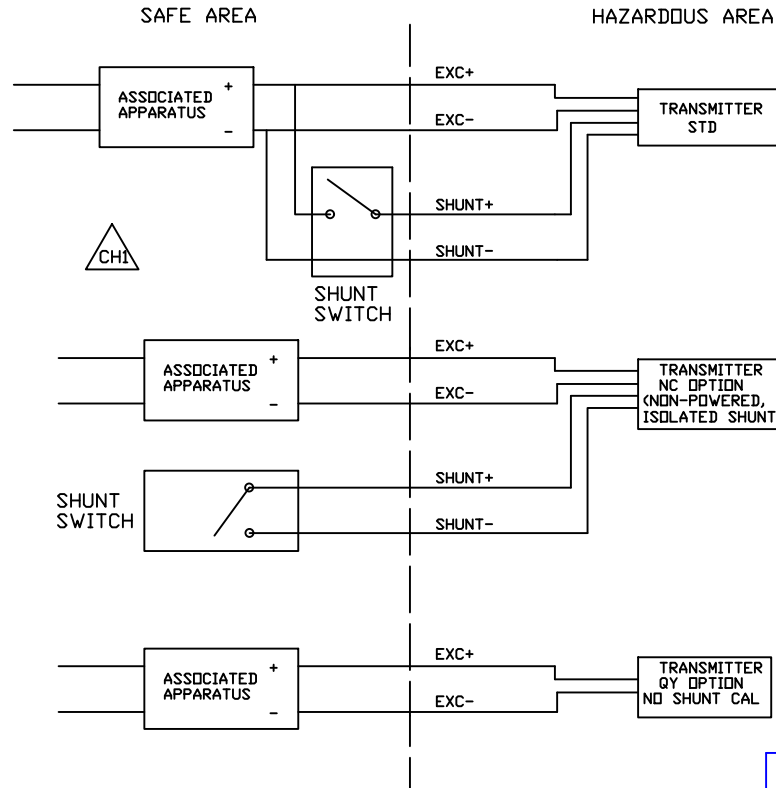 SAFE AREA
HAZARDOUS AREA
ASSOCIATED
APPARATUS
+
-
EXC+
EXC-
TRANSMITTER
STD
SHUNT+
SHUNT-
CH1
SHUNT
SWITCH
ASSOCIATED
APPARATUS
+
-
EXC+
EXC-
TRANSMITTER
NC OPTION
(NON-POWERED,
ISOLATED SHUNT
SHUNT
SWITCH
SHUNT+
SHUNT-
ASSOCIATED
APPARATUS
+
-
EXC+
EXC-
TRANSMITTER
QY OPTION
NO SHUNT CAL